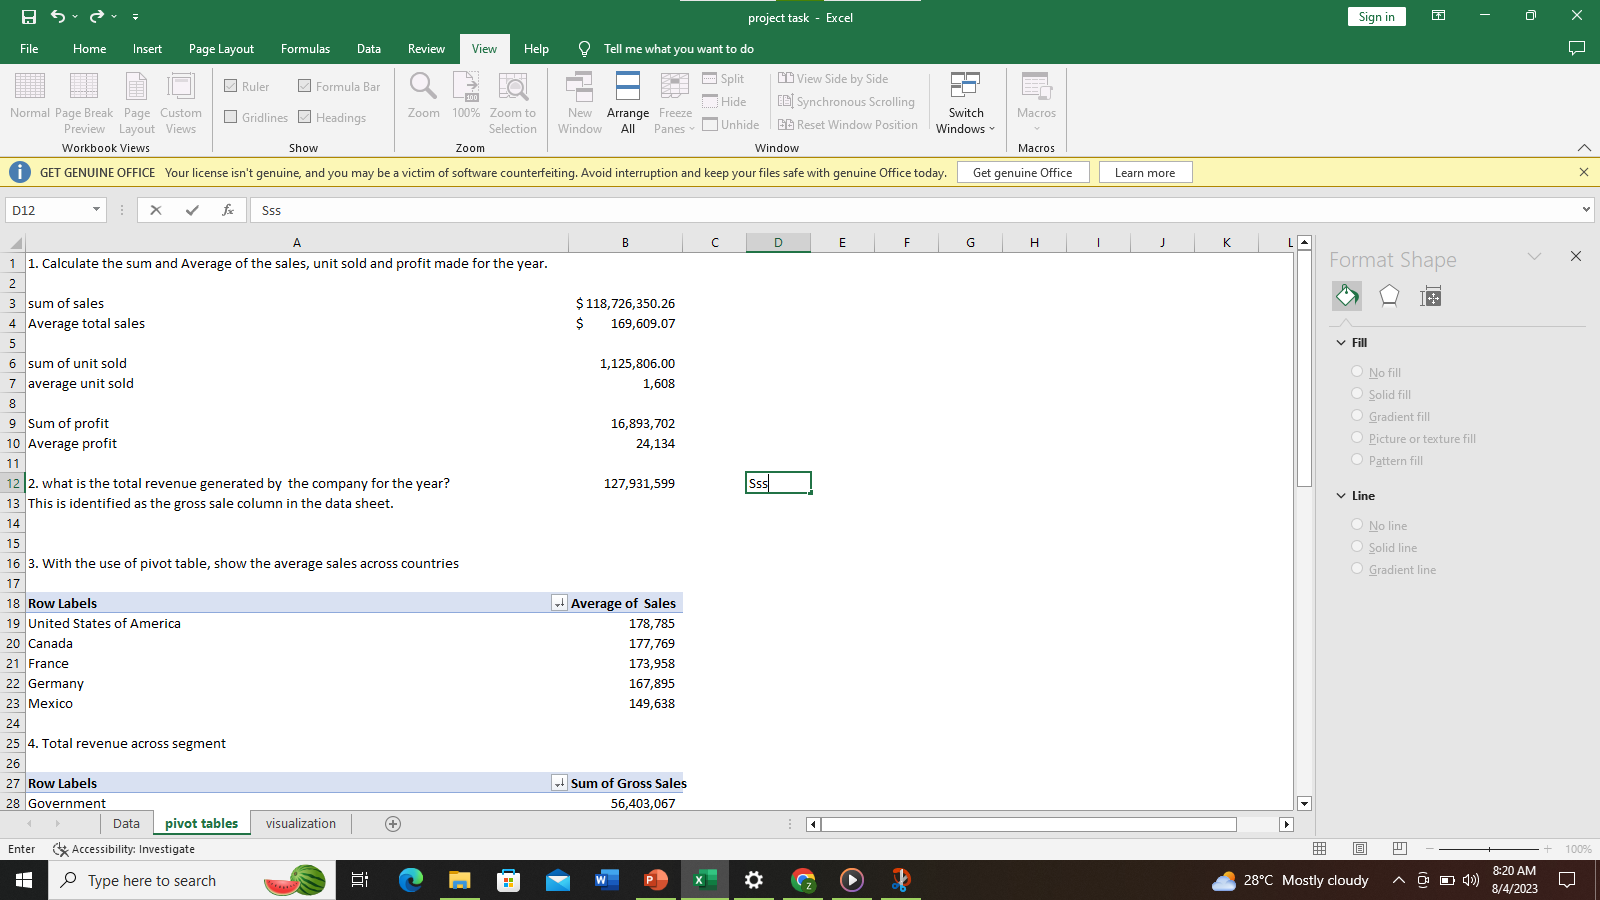 project task - Excel
Sign in
File Home Insert Page Layout Formulas Data Review View Help Tell me what you want to do
Normal Page Break Preview Page Layout Custom Views
Workbook Views
Ruler Formula Bar
Gridlines Headings
Show
Zoom 100% Zoom to Selection
Zoom
New Window Arrange All Freeze Panes
Split
Hide
Unhide
View Side by Side
Synchronous Scrolling
Reset Window Position
Switch Windows
Window
Macros
Macros
GET GENUINE OFFICE Your license isn't genuine, and you may be a victim of software counterfeiting. Avoid interruption and keep your files safe with genuine Office today. Get genuine Office Learn more
D12 fx Sss
A B C D E F G H I J K L
1 1. Calculate the sum and Average of the sales, unit sold and profit made for the year.
2
3 sum of sales $ 118,726,350.26
4 Average total sales $ 169,609.07
5
6 sum of unit sold 1,125,806.00
7 average unit sold 1,608
8
9 Sum of profit 16,893,702
10 Average profit 24,134
11
12 2. what is the total revenue generated by the company for the year? 127,931,599 Sss
13 This is identified as the gross sale column in the data sheet.
14
15
16 3. With the use of pivot table, show the average sales across countries
17
18 Row Labels Average of Sales
19 United States of America 178,785
20 Canada 177,769
21 France 173,958
22 Germany 167,895
23 Mexico 149,638
24
25 4. Total revenue across segment
26
27 Row Labels Sum of Gross Sales
28 Government 56,403,067
Format Shape
Fill
No fill
Solid fill
Gradient fill
Picture or texture fill
Pattern fill
Line
No line
Solid line
Gradient line
Data pivot tables visualization
Enter Accessibility: Investigate 100%
Type here to search
28°C Mostly cloudy
8:20 AM
8/4/2023